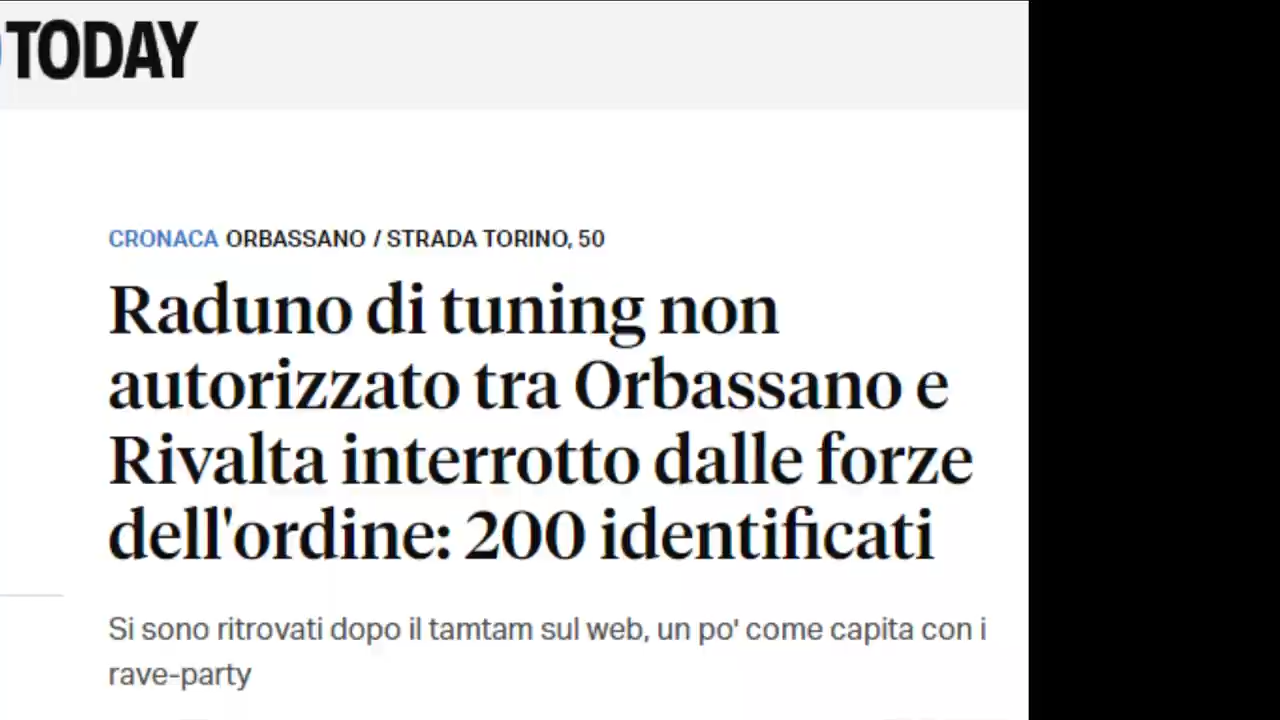 TODAY
CRONACA ORBASSANO / STRADA TORINO, 50
Raduno di tuning non
autorizzato tra Orbassano e
Rivalta interrotto dalle forze
dell'ordine: 200 identificati
Si sono ritrovati dopo il tamtam sul web, un po' come capita con i
rave-party